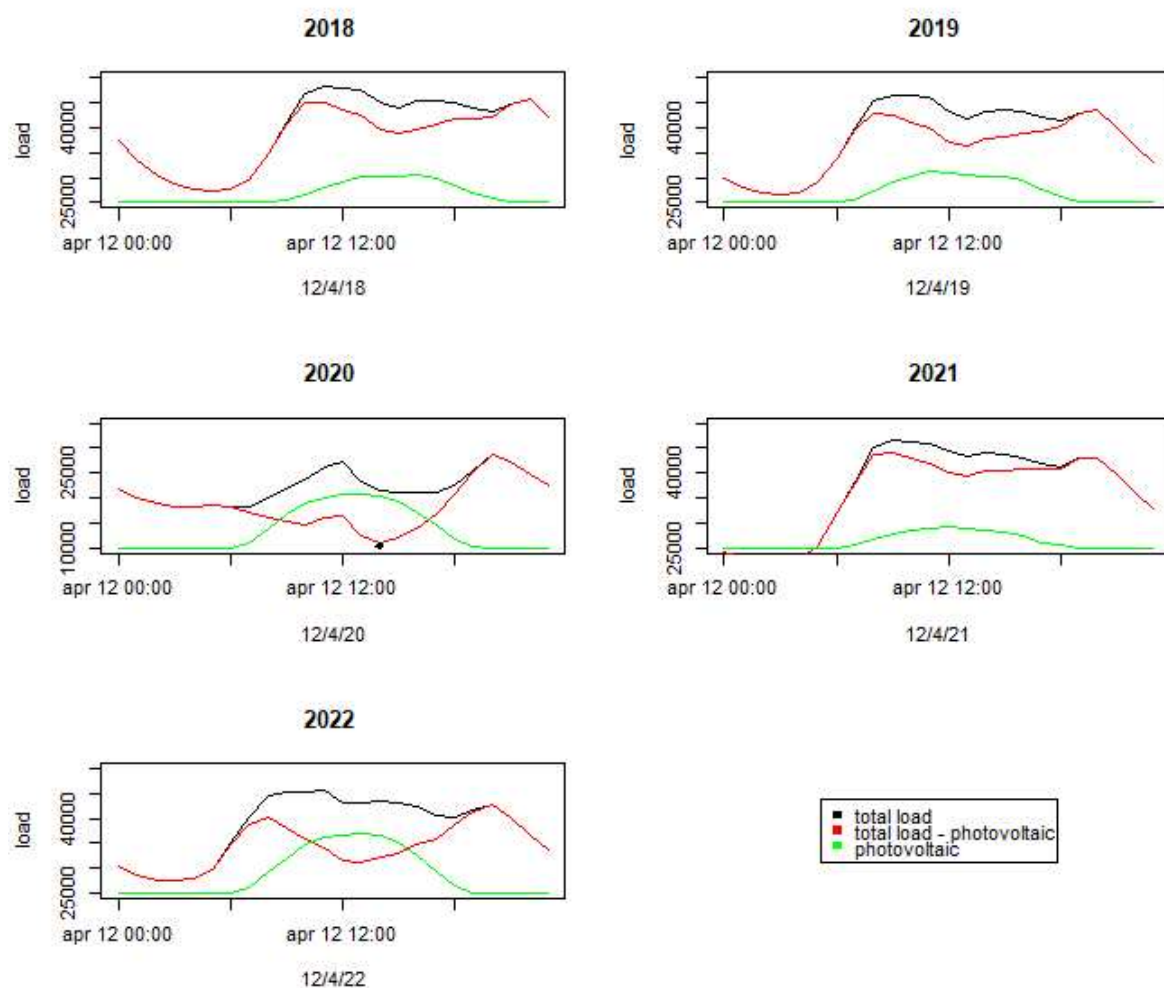 2018
load
40000
25000
apr 12 00:00
apr 12 12:00
12/4/18
2019
load
40000
25000
apr 12 00:00
apr 12 12:00
12/4/19
2020
load
25000
10000
apr 12 00:00
apr 12 12:00
12/4/20
2021
load
40000
25000
apr 12 00:00
apr 12 12:00
12/4/21
2022
load
40000
25000
apr 12 00:00
apr 12 12:00
12/4/22
total load
total load - photovoltaic
photovoltaic